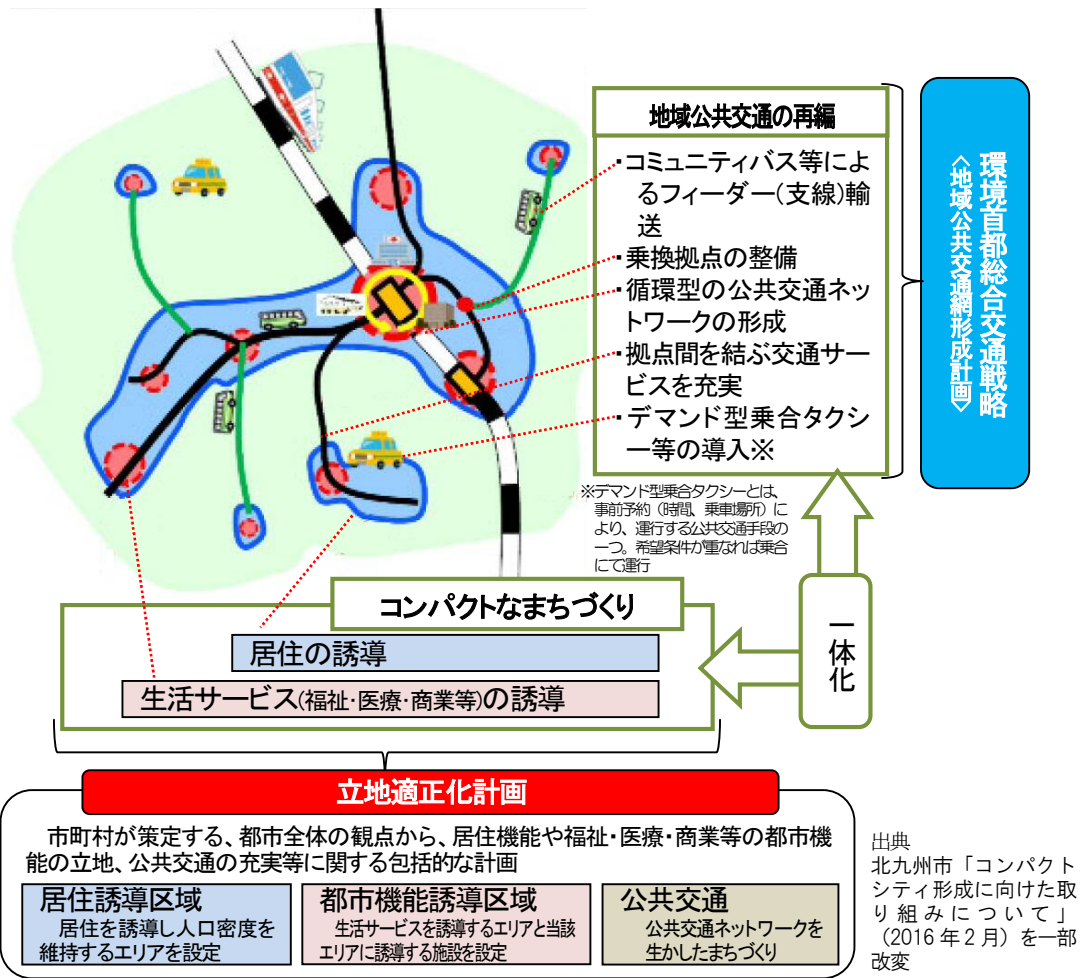 地域公共交通の再編
・コミュニティバス等によ
るフィーダー(支線)輸
送
・乗換拠点の整備
・循環型の公共交通ネッ
トワークの形成
・拠点間を結ぶ交通サー
ビスを充実
・デマンド型乗合タクシ
ー等の導入※
※デマンド型乗合タクシーとは、
事前予約（時間、乗車場所）に
より、運行する公共交通手段の
一つ。希望条件が重なれば乗合
にて運行
環境首都総合交通戦略
<地域公共交通網形成計画>
一体化
コンパクトなまちづくり
居住の誘導
生活サービス(福祉・医療・商業等)の誘導
立地適正化計画
市町村が策定する、都市全体の観点から、居住機能や福祉・医療・商業等の都市機
能の立地、公共交通の充実等に関する包括的な計画
居住誘導区域
居住を誘導し人口密度を
維持するエリアを設定
都市機能誘導区域
生活サービスを誘導するエリアと当該
エリアに誘導する施設を設定
公共交通
公共交通ネットワークを
生かしたまちづくり
出典
北九州市「コンパクト
シティ形成に向けた取
り組みについて」
（2016年2月）を一部
改変